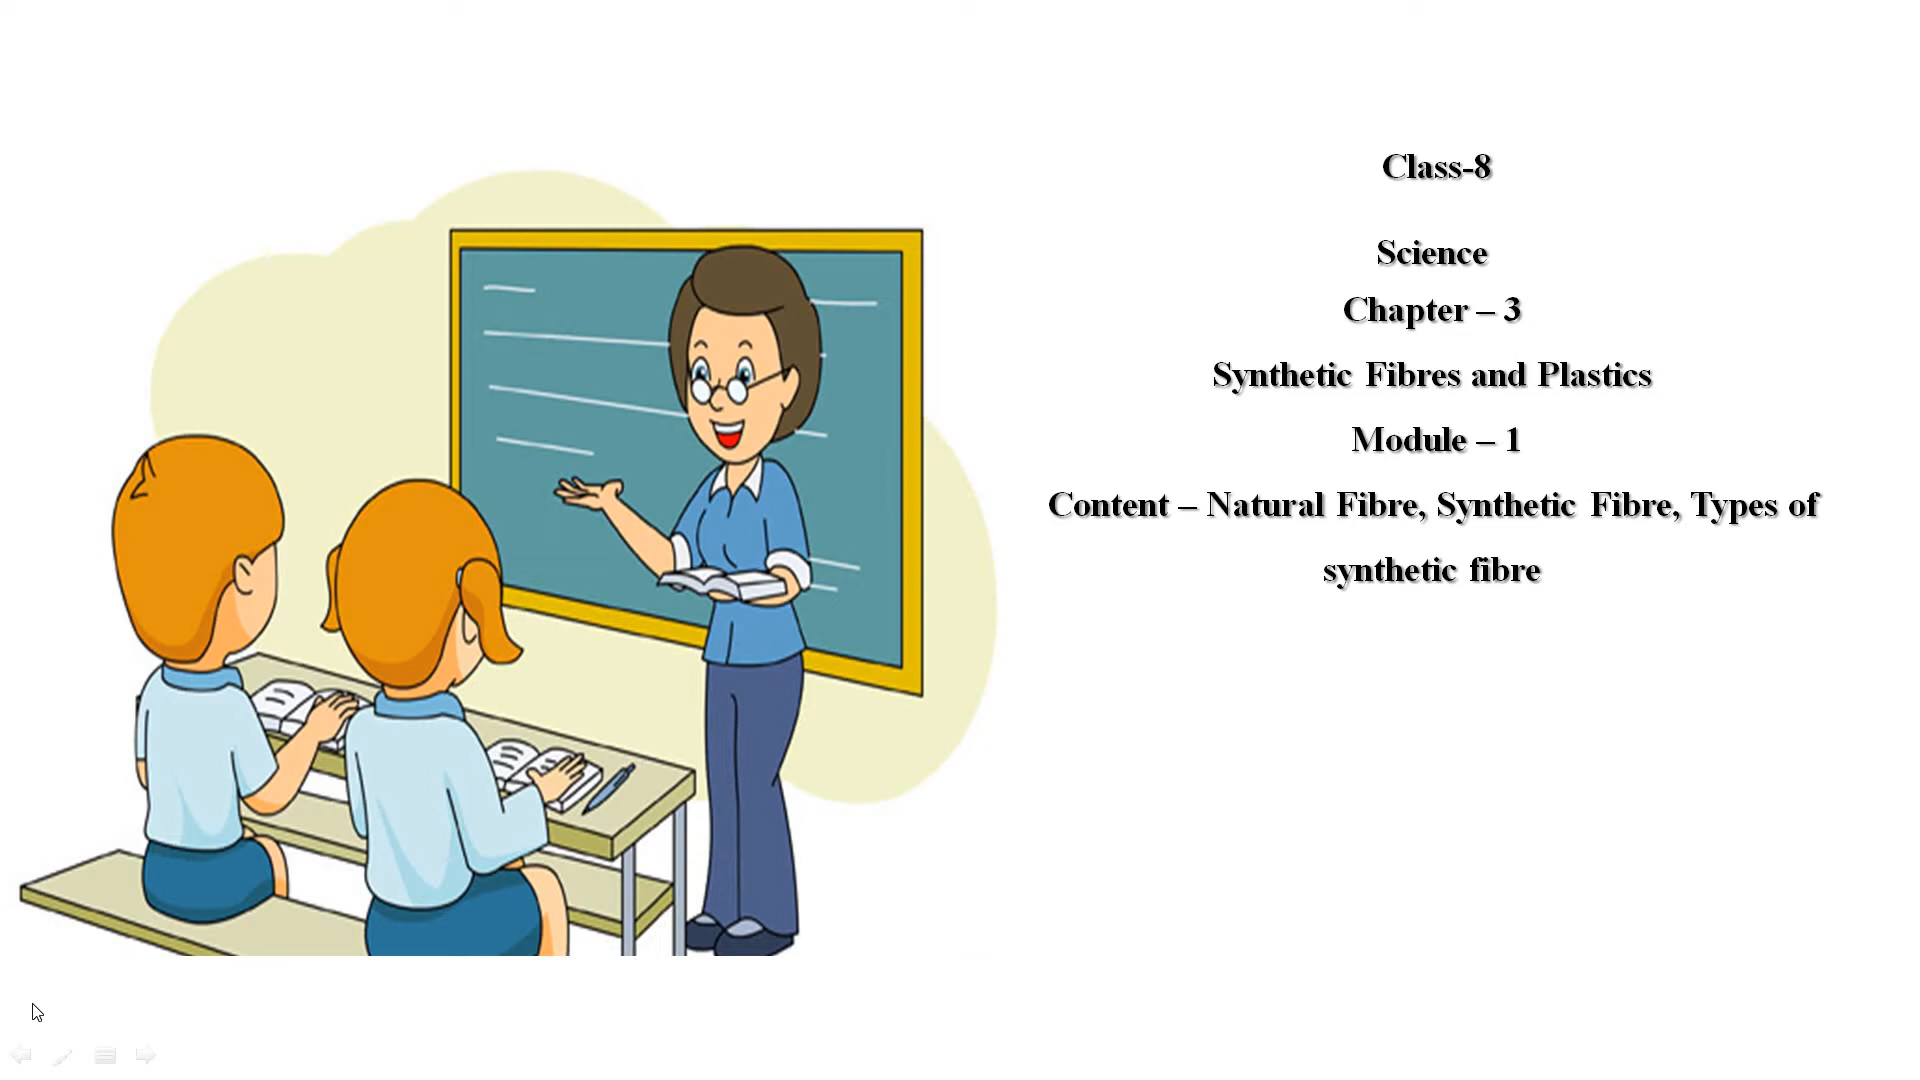 Class-8
Science
Chapter – 3
Synthetic Fibres and Plastics
Module – 1
Content – Natural Fibre, Synthetic Fibre, Types of
synthetic fibre